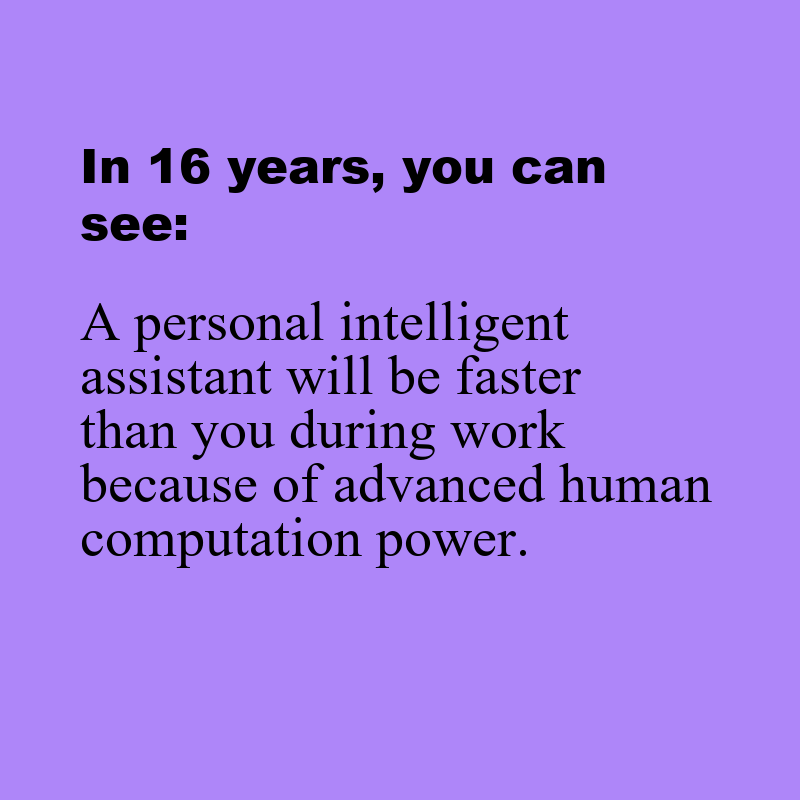 In 16 years, you can
see:
A personal intelligent
assistant will be faster
than you during work
because of advanced human
computation power.